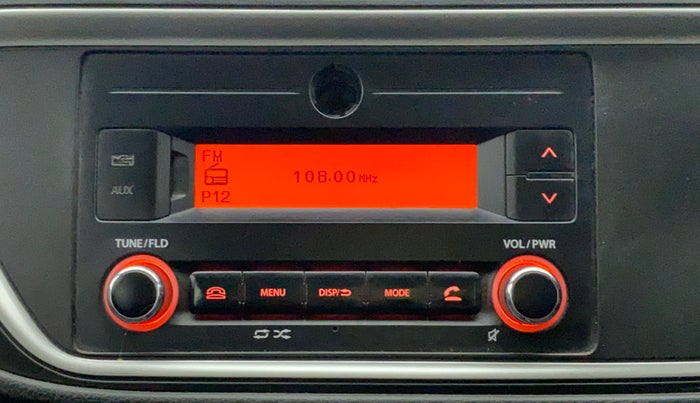 FM
108.00 MHz
P12
AUX
TUNE/FLD
VOL/PWR
MENU
DISP/
MODE